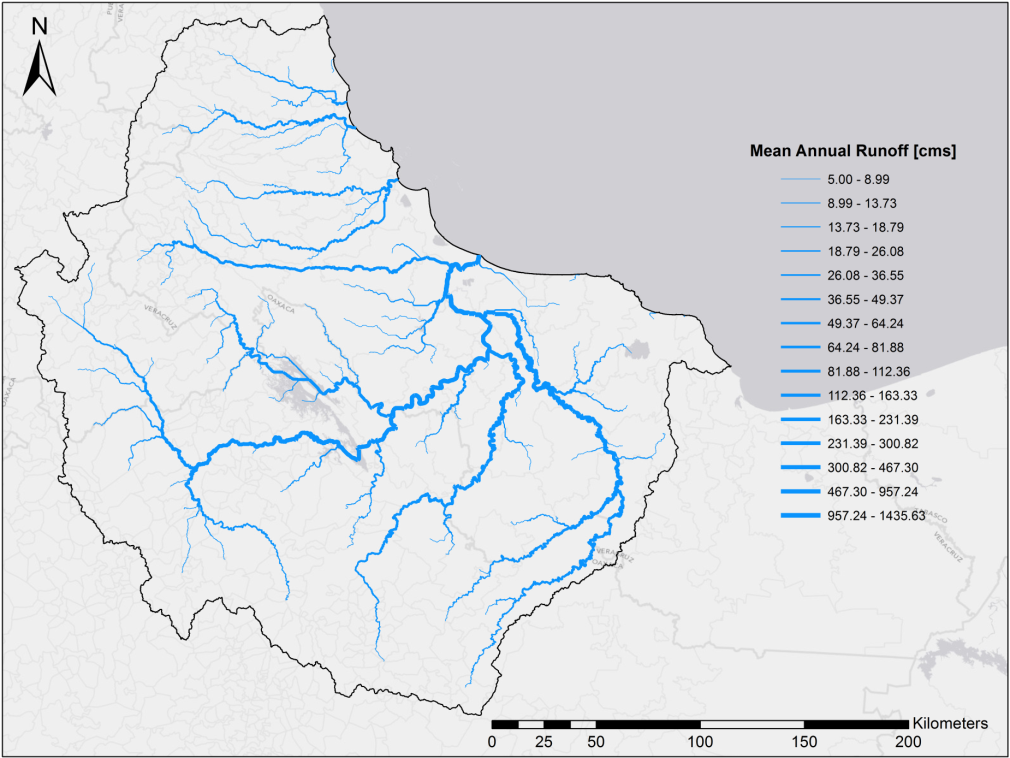 N
PU
VERA
Mean Annual Runoff [cms]
5.00 - 8.99
8.99 - 13.73
13.73 - 18.79
18.79 - 26.08
26.08 - 36.55
36.55 - 49.37
49.37 - 64.24
64.24 - 81.88
81.88 - 112.36
112.36 - 163.33
163.33 - 231.39
231.39 - 300.82
300.82 - 467.30
467.30 - 957.24
957.24 - 1435.63
OAXACA
VERACRUZ
OAXACA
BASCO
VERACRUZ
VERACRUZ
OAXACA
Kilometers
0 25 50 100 150 200